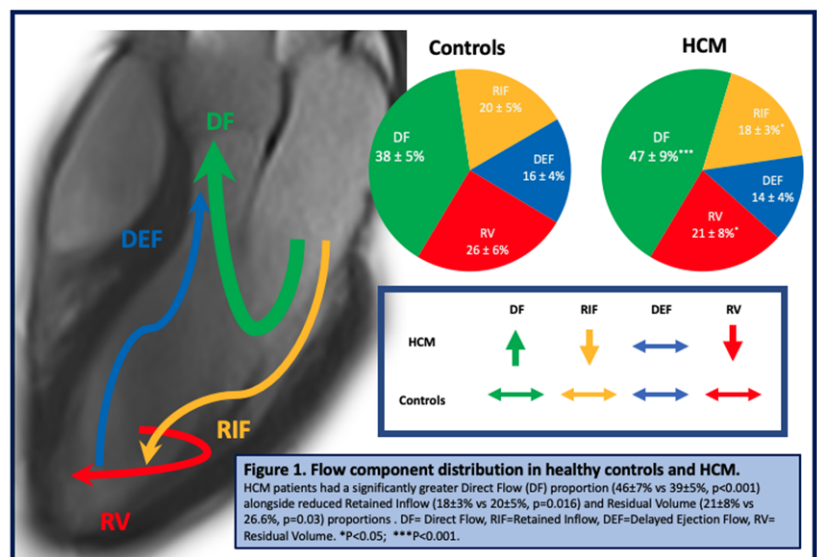 DF
DEF
RIF
RV
Controls
RIF
20 ± 5%
DF
38 ± 5%
DEF
16 ± 4%
RV
26 ± 6%
HCM
RIF
18 ± 3%*
DF
47 ± 9%***
DEF
14 ± 4%
RV
21 ± 8%*
DF RIF DEF RV
HCM
Controls
Figure 1. Flow component distribution in healthy controls and HCM.
HCM patients had a significantly greater Direct Flow (DF) proportion (46±7% vs 39±5%, p<0.001)
alongside reduced Retained Inflow (18±3% vs 20±5%, p=0.016) and Residual Volume (21±8% vs
26.6%, p=0.03) proportions . DF= Direct Flow, RIF=Retained Inflow, DEF=Delayed Ejection Flow, RV=
Residual Volume. *P<0.05; ***P<0.001.